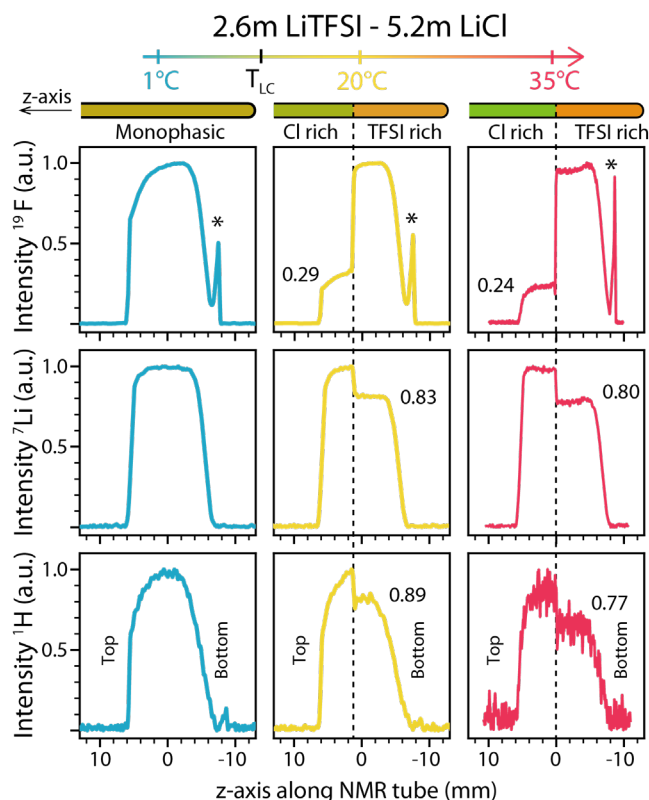 2.6m LiTFSI - 5.2m LiCl
1°C T_LC 20°C 35°C
z-axis
Monophasic Cl rich TFSI rich Cl rich TFSI rich
Intensity ¹⁹F (a.u.)
1.0
0.5
*
0.29
*
0.24
*
Intensity ⁷Li (a.u.)
1.0
0.5
0.83
0.80
Intensity ¹H (a.u.)
1.0
0.5
Top Bottom
0.89
Top Bottom
0.77
Top Bottom
10 0 -10 10 0 -10 10 0 -10
z-axis along NMR tube (mm)